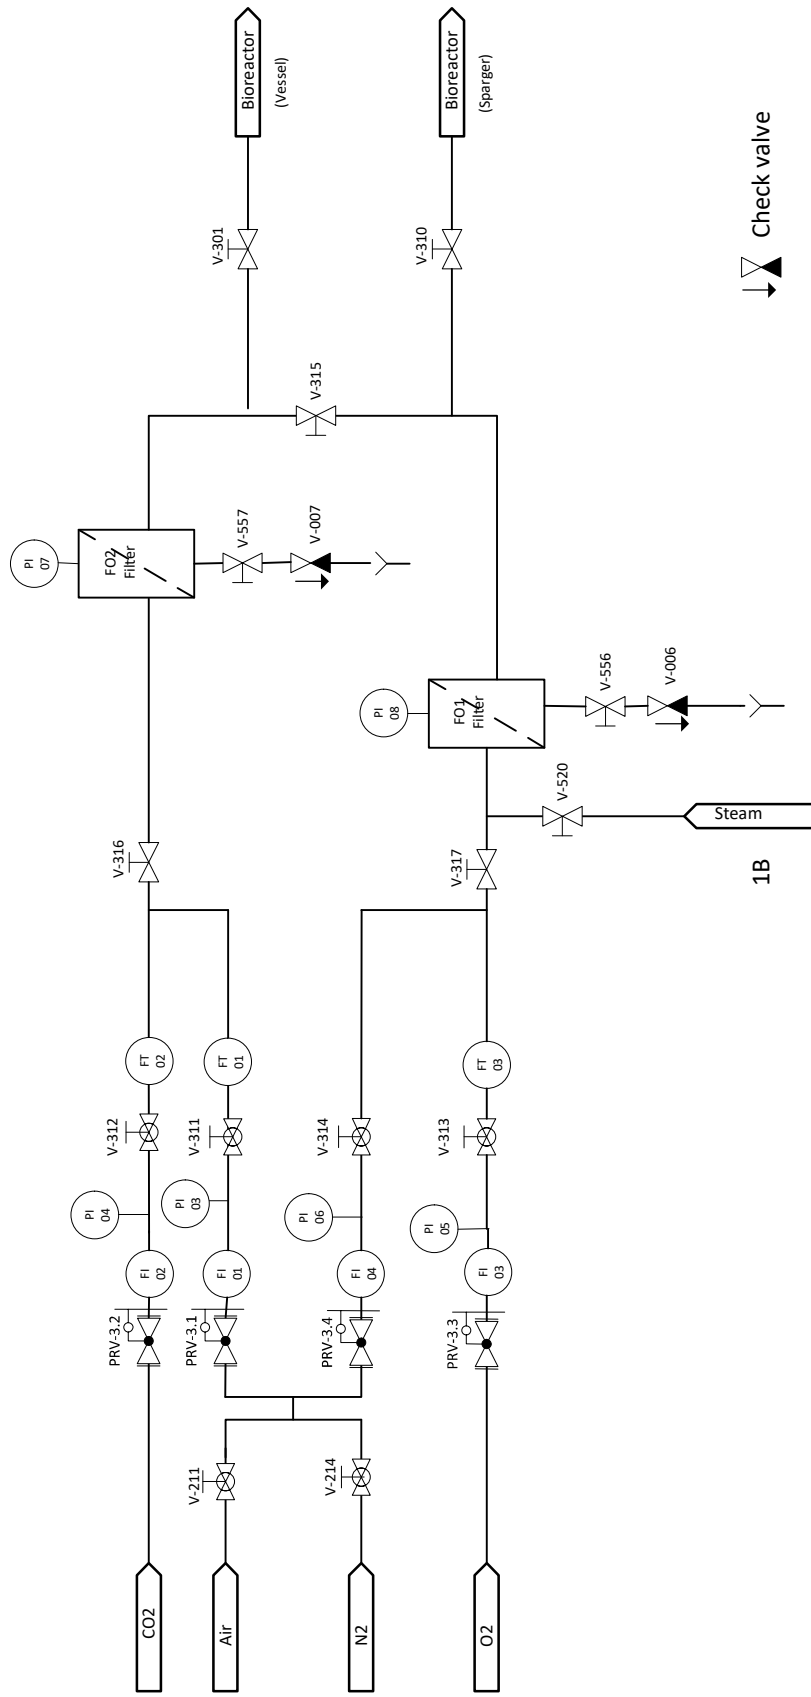 Bioreactor
(Vessel)
Bioreactor
(Sparger)
V-301
V-310
Check valve
V-315
PI
07
FO2
Filter
V-557
V-007
PI
08
FO1
Filter
V-556
V-006
V-520
Steam
1B
V-316
V-317
FT
02
FT
01
FT
03
V-312
V-311
V-314
V-313
PI
04
PI
03
PI
06
PI
05
FI
02
FI
01
FI
04
FI
03
PRV-3.2
PRV-3.1
PRV-3.4
PRV-3.3
V-211
V-214
CO2
Air
N2
O2